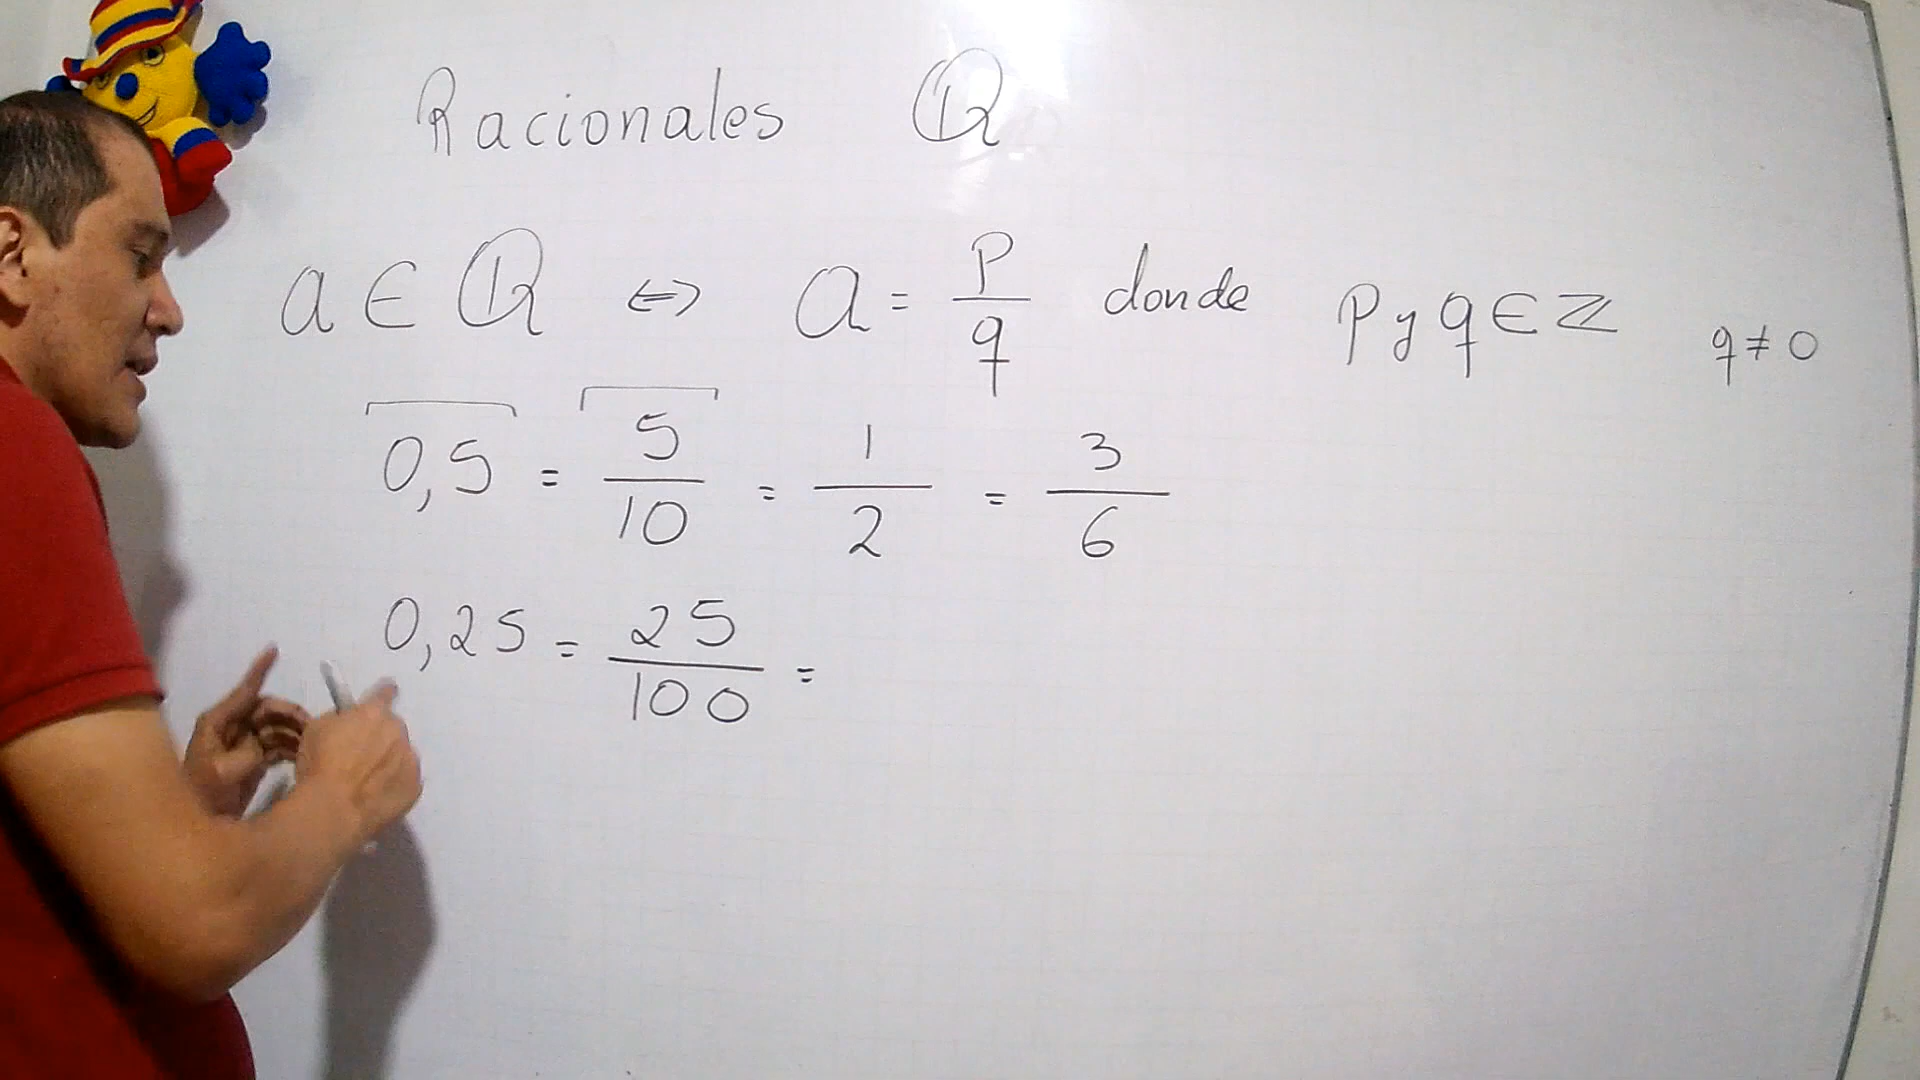 Racionales ℚ
a ∈ ℚ ⇔ a = p/q donde p y q ∈ ℤ q ≠ 0
0,5 = 5/10 = 1/2 = 3/6
0,25 = 25/100 =